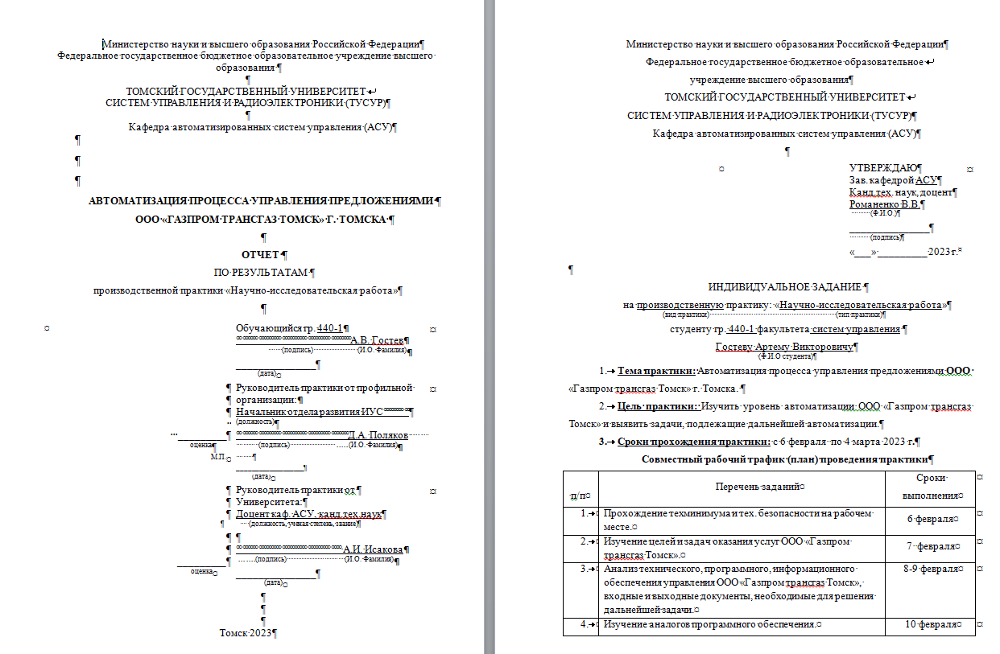 Министерство науки и высшего образования Российской Федерации
Федеральное государственное бюджетное образовательное учреждение высшего
образования
ТОМСКИЙ ГОСУДАРСТВЕННЫЙ УНИВЕРСИТЕТ
СИСТЕМ УПРАВЛЕНИЯ И РАДИОЭЛЕКТРОНИКИ (ТУСУР)
Кафедра автоматизированных систем управления (АСУ)
АВТОМАТИЗАЦИЯ ПРОЦЕССА УПРАВЛЕНИЯ ПРЕДЛОЖЕНИЯМИ
ООО «ГАЗПРОМ ТРАНСГАЗ ТОМСК» Г. ТОМСКА
ОТЧЕТ
ПО РЕЗУЛЬТАТАМ
производственной практики «Научно-исследовательская работа»
Обучающийся гр. 440-1
А.В. Гостев
(подпись) (И.О. Фамилия)
(дата)
Руководитель практики от профильной
организации:
Начальник отдела развития ИУС
(должность)
Д.А. Поляков
оценка (подпись) (И.О. Фамилия)
М.П.
(дата)
Руководитель практики от
Университета:
Доцент каф. АСУ, канд.тех.наук
(должность, ученая степень, звание)
А.И. Исакова
(подпись) (И.О. Фамилия)
оценка
(дата)
Томск 2023
Министерство науки и высшего образования Российской Федерации
Федеральное государственное бюджетное образовательное
учреждение высшего образования
ТОМСКИЙ ГОСУДАРСТВЕННЫЙ УНИВЕРСИТЕТ
СИСТЕМ УПРАВЛЕНИЯ И РАДИОЭЛЕКТРОНИКИ (ТУСУР)
Кафедра автоматизированных систем управления (АСУ)
УТВЕРЖДАЮ
Зав. кафедрой АСУ
Канд.тех. наук, доцент
Романенко В.В.
(Ф.И.О.)
(подпись)
«___» _________ 2023г.
ИНДИВИДУАЛЬНОЕ ЗАДАНИЕ
на производственную практику: «Научно-исследовательская работа»
(вид практики) (тип практики)
студенту гр. 440-1 факультета систем управления
Гостеву Артему Викторовичу
(Ф.И.О студента)
1. Тема практики: Автоматизация процесса управления предложениями ООО
«Газпром трансгаз Томск» г. Томска.
2. Цель практики: Изучить уровень автоматизации ООО «Газпром трансгаз
Томск» и выявить задачи, подлежащие дальнейшей автоматизации.
3. Сроки прохождения практики: с 6 февраля по 4 марта 2023 г.
Совместный рабочий график (план) проведения практики
п/п Перечень заданий Сроки
выполнения
1. Прохождение техминимума и тех. безопасности на рабочем
месте. 6 февраля
2. Изучение целей и задач оказания услуг ООО «Газпром
трансгаз Томск». 7 февраля
3. Анализ технического, программного, информационного 8-9 февраля
обеспечения управления ООО «Газпром трансгаз Томск»,
входные и выходные документы, необходимые для решения
дальнейшей задачи.
4. Изучение аналогов программного обеспечения. 10 февраля